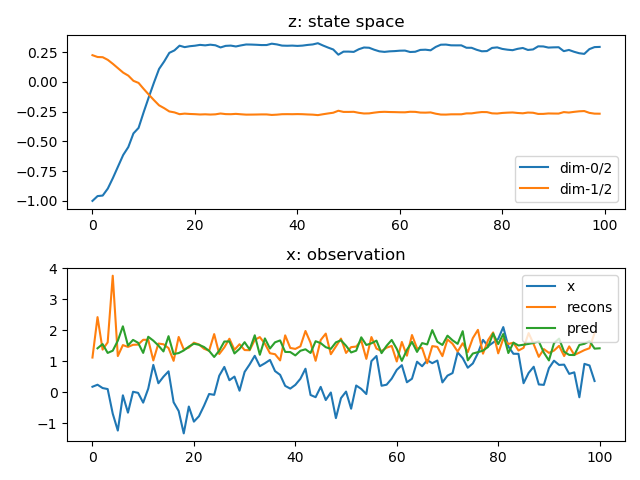 z: state space
0.25
0.00
−0.25
−0.50
−0.75
−1.00
dim-0/2
dim-1/2
0 20 40 60 80 100
x: observation
4
3
2
1
0
−1
x
recons
pred
0 20 40 60 80 100